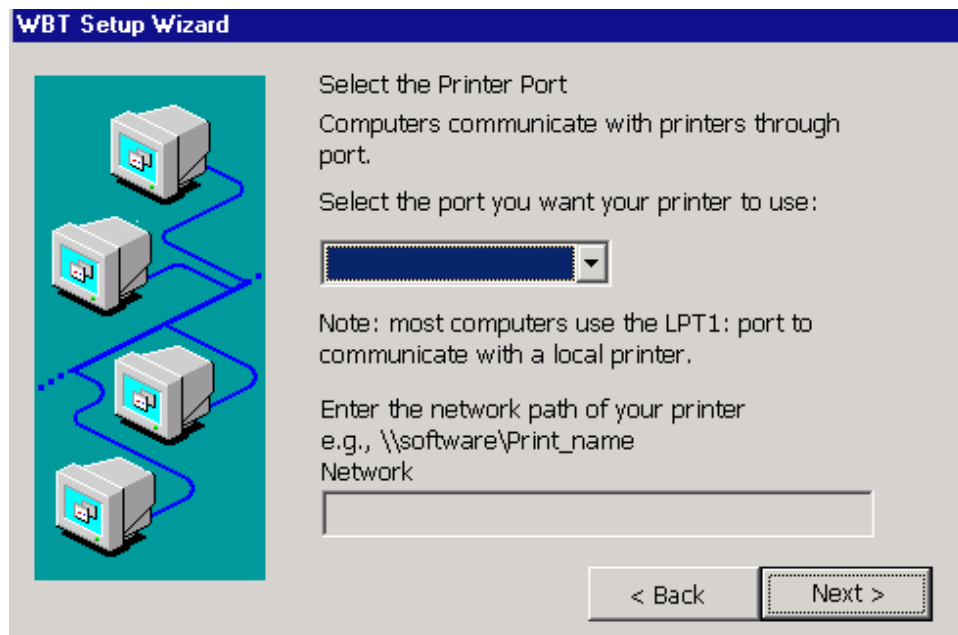 WBT Setup Wizard
Select the Printer Port
Computers communicate with printers through
port.
Select the port you want your printer to use:
Note: most computers use the LPT1: port to
communicate with a local printer.
Enter the network path of your printer
e.g., \\software\Print_name
Network
< Back
Next >